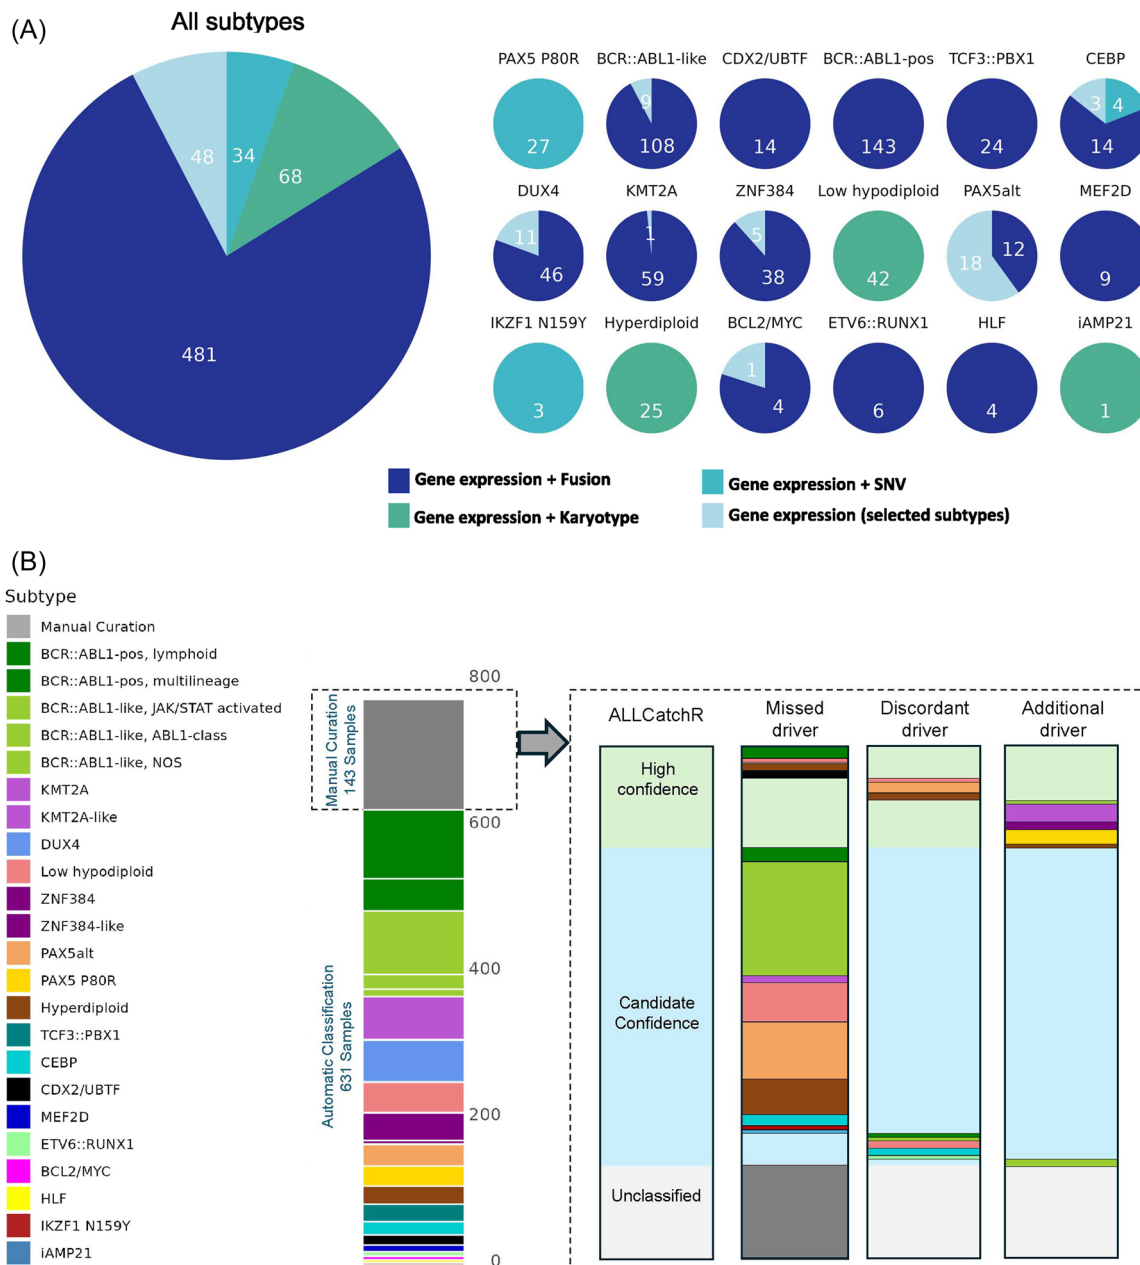 (A)
All subtypes
48
34
68
481
PAX5 P80R
BCR::ABL1-like
CDX2/UBTF
BCR::ABL1-pos
TCF3::PBX1
CEBP
27
9
108
14
143
24
3
4
14
DUX4
KMT2A
ZNF384
Low hypodiploid
PAX5alt
MEF2D
11
46
1
59
5
38
42
18
12
9
IKZF1 N159Y
Hyperdiploid
BCL2/MYC
ETV6::RUNX1
HLF
iAMP21
3
25
1
4
6
4
1
Gene expression + Fusion
Gene expression + SNV
Gene expression + Karyotype
Gene expression (selected subtypes)
(B)
Subtype
Manual Curation
BCR::ABL1-pos, lymphoid
BCR::ABL1-pos, multilineage
BCR::ABL1-like, JAK/STAT activated
BCR::ABL1-like, ABL1-class
BCR::ABL1-like, NOS
KMT2A
KMT2A-like
DUX4
Low hypodiploid
ZNF384
ZNF384-like
PAX5alt
PAX5 P80R
Hyperdiploid
TCF3::PBX1
CEBP
CDX2/UBTF
MEF2D
ETV6::RUNX1
BCL2/MYC
HLF
IKZF1 N159Y
iAMP21
Manual Curation
143 Samples
Automatic Classification
631 Samples
800
600
400
200
0
ALLCatchR
Missed
driver
Discordant
driver
Additional
driver
High
confidence
Candidate
Confidence
Unclassified